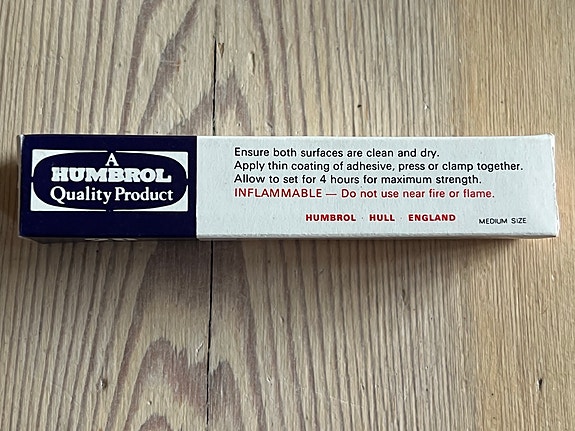 A
HUMBROL
Quality Product
Ensure both surfaces are clean and dry.
Apply thin coating of adhesive, press or clamp together.
Allow to set for 4 hours for maximum strength.
INFLAMMABLE — Do not use near fire or flame.
HUMBROL · HULL · ENGLAND
MEDIUM SIZE